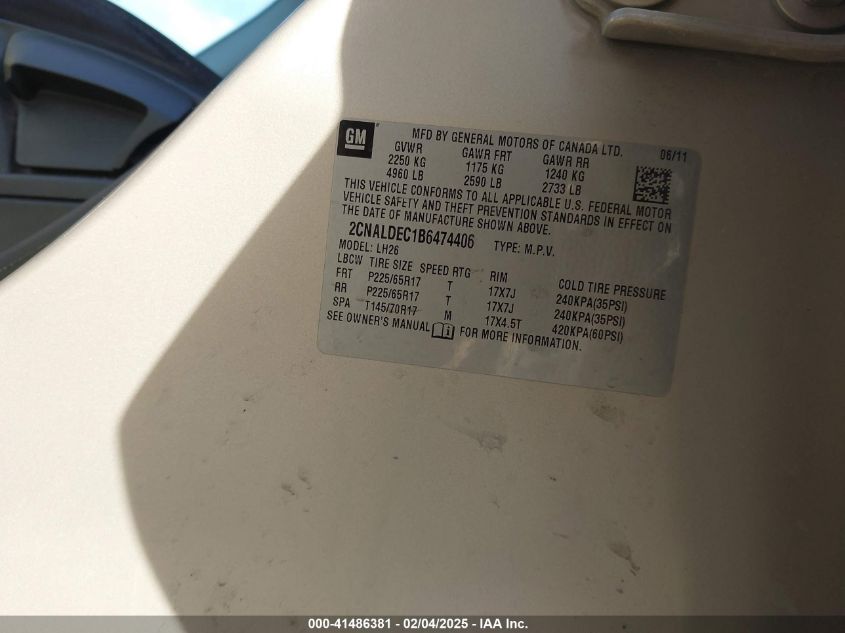 GM
MFD BY GENERAL MOTORS OF CANADA LTD. 06/11
GVWR GAWR FRT GAWR RR
2250 KG 1175 KG 1240 KG
4960 LB 2590 LB 2733 LB
THIS VEHICLE CONFORMS TO ALL APPLICABLE U.S. FEDERAL MOTOR
VEHICLE SAFETY AND THEFT PREVENTION STANDARDS IN EFFECT ON
THE DATE OF MANUFACTURE SHOWN ABOVE.
2CNALDEC1B6474406 TYPE: M.P.V.
MODEL: LH26
LBCW TIRE SIZE SPEED RTG RIM COLD TIRE PRESSURE
FRT P225/65R17 T 17X7J 240KPA(35PSI)
RR P225/65R17 T 17X7J 240KPA(35PSI)
SPA T145/70R17 M 17X4.5T 420KPA(60PSI)
SEE OWNER'S MANUAL FOR MORE INFORMATION.
000-41486381 - 02/04/2025 - IAA Inc.